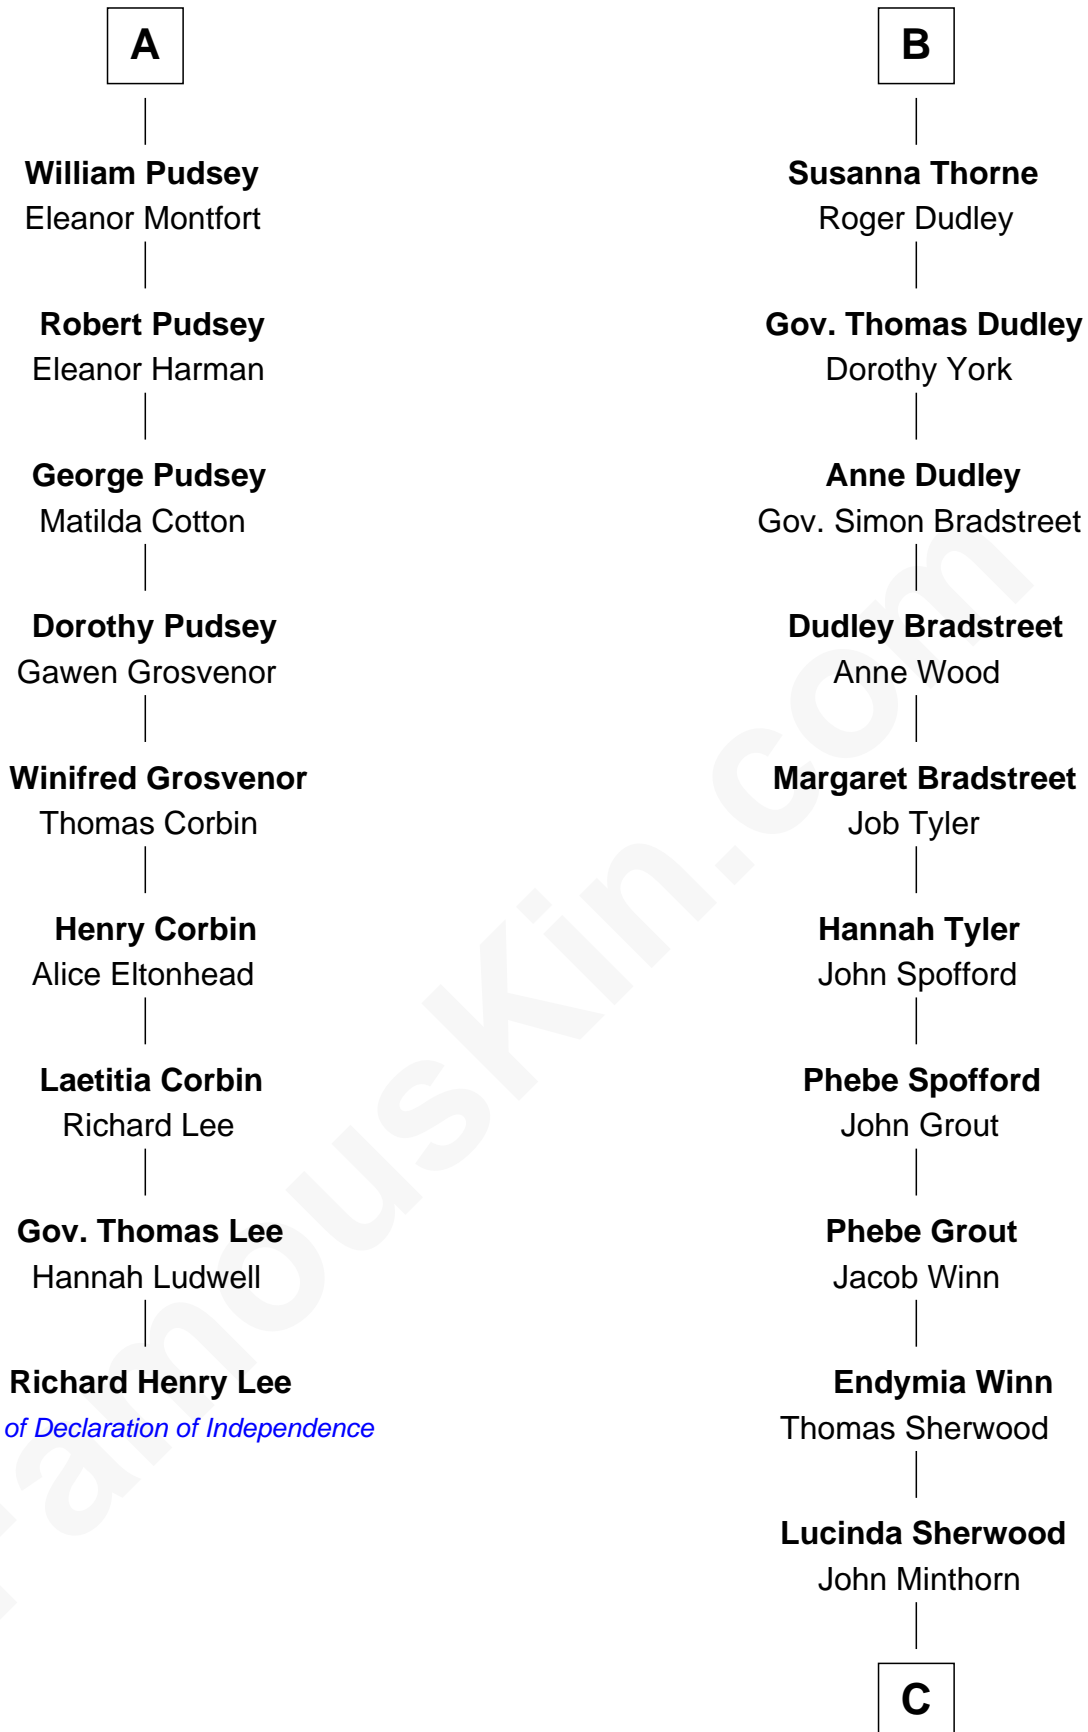 A
William Pudsey
Eleanor Montfort
Robert Pudsey
Eleanor Harman
George Pudsey
Matilda Cotton
Dorothy Pudsey
Gawen Grosvenor
Winifred Grosvenor
Thomas Corbin
Henry Corbin
Alice Eltonhead
Laetitia Corbin
Richard Lee
Gov. Thomas Lee
Hannah Ludwell
Richard Henry Lee
of Declaration of Independence
B
Susanna Thorne
Roger Dudley
Gov. Thomas Dudley
Dorothy York
Anne Dudley
Gov. Simon Bradstreet
Dudley Bradstreet
Anne Wood
Margaret Bradstreet
Job Tyler
Hannah Tyler
John Spofford
Phebe Spofford
John Grout
Phebe Grout
Jacob Winn
Endymia Winn
Thomas Sherwood
Lucinda Sherwood
John Minthorn
C
FamousKin.com